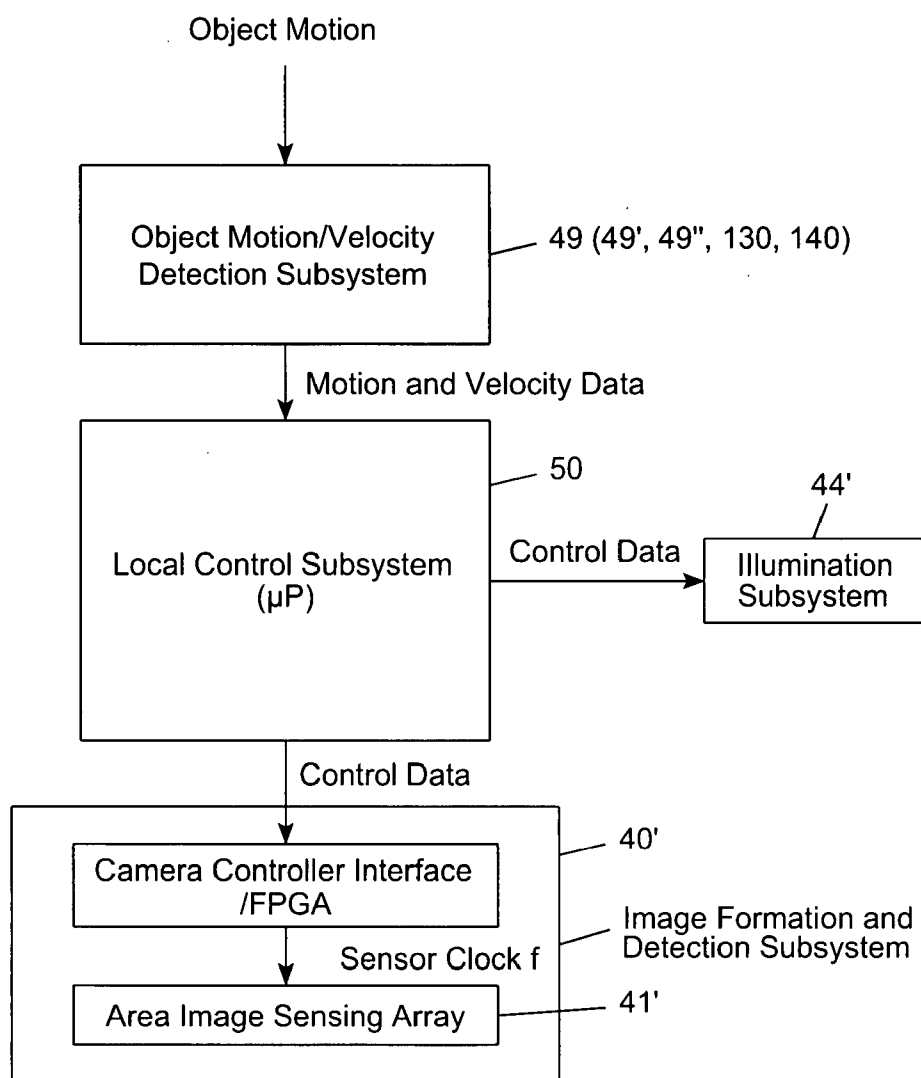 Object Motion
Object Motion/Velocity
Detection Subsystem
49 (49', 49", 130, 140)
Motion and Velocity Data
50
44'
Local Control Subsystem
(µP)
Control Data
Illumination
Subsystem
Control Data
40'
Camera Controller Interface
/FPGA
Image Formation and
Detection Subsystem
Sensor Clock f
Area Image Sensing Array
41'